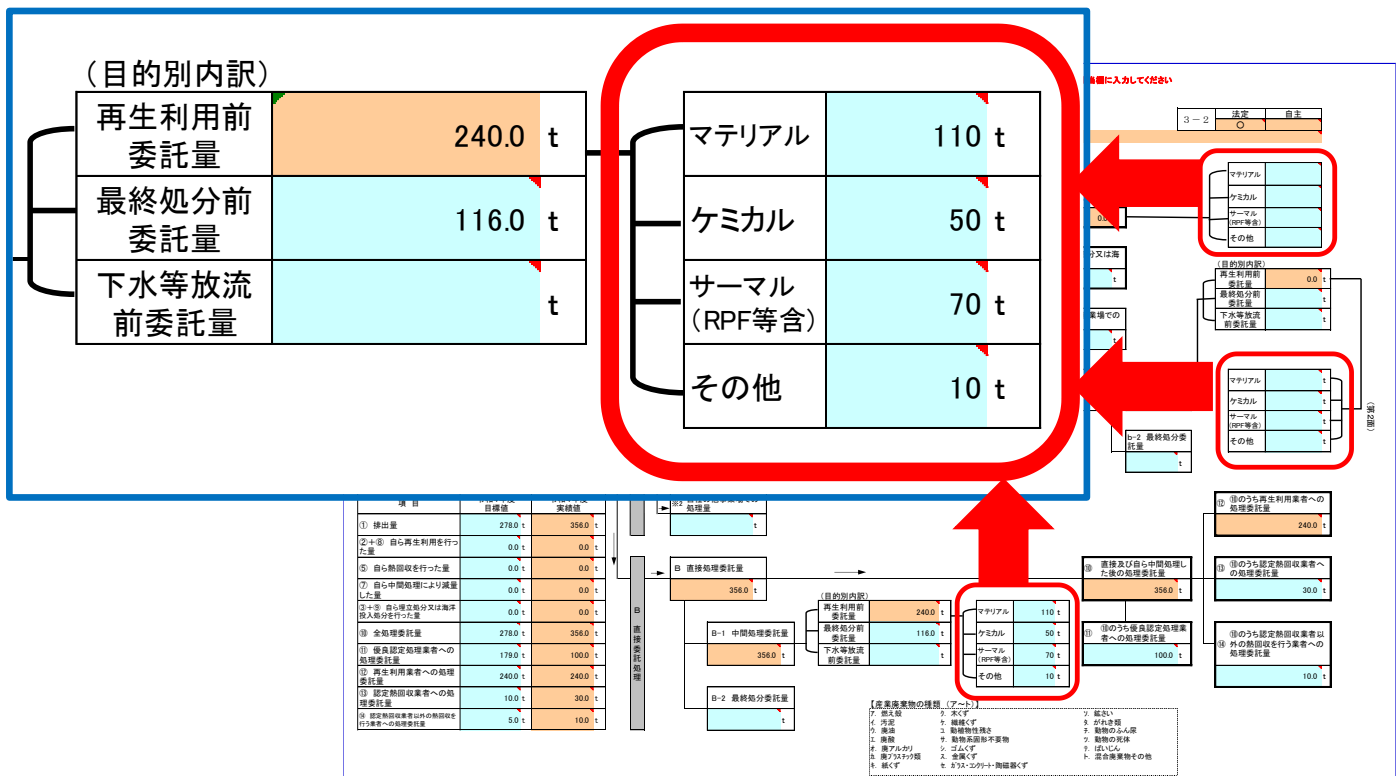 (目的別内訳)
再生利用前
委託量
240.0 t
最終処分前
委託量
116.0 t
下水等放流
前委託量
t
マテリアル
110 t
ケミカル
50 t
サーマル
(RPF等含)
70 t
その他
10 t
欄に入力してください
3-2
法定
自主
○
マテリアル
ケミカル
サーマル
(RPF等含)
その他
0.0
分又は海
t
業場での
t
(目的別内訳)
再生利用前
委託量
0.0 t
最終処分前
委託量
t
下水等放流
前委託量
t
マテリアル
t
ケミカル
t
サーマル
(RPF等含)
t
その他
t
(第2面)
b-2 最終処分委
託量
t
項 目
目標値
実績値
① 排出量
278.0 t
356.0 t
②+⑧ 自ら再生利用を行っ
た量
0.0 t
0.0 t
⑤ 自ら熱回収を行った量
0.0 t
0.0 t
⑦ 自ら中間処理により減量
した量
0.0 t
0.0 t
③+⑨ 自ら埋立処分又は海洋
投入処分を行った量
0.0 t
0.0 t
⑩ 全処理委託量
278.0 t
356.0 t
⑪ 優良認定処理業者への
処理委託量
179.0 t
100.0 t
⑫ 再生利用業者への処理
委託量
240.0 t
240.0 t
⑬ 認定熱回収業者への処
理委託量
10.0 t
30.0 t
⑭ 認定熱回収業者以外の熱回収を
行う業者への処理委託量
5.0 t
10.0 t
処理量
t
B 直接委託処理
B 直接処理委託量
356.0 t
B-1 中間処理委託量
356.0 t
B-2 最終処分委託量
t
(目的別内訳)
再生利用前
委託量
240.0 t
最終処分前
委託量
116.0 t
下水等放流
前委託量
t
マテリアル
110 t
ケミカル
50 t
サーマル
(RPF等含)
70 t
その他
10 t
⑩ 直接及び自ら中間処理し
た後の処理委託量
356.0 t
⑪ ⑩のうち優良認定処理業
者への処理委託量
100.0 t
⑫ ⑩のうち再生利用業者への
処理委託量
240.0 t
⑬ ⑩のうち認定熱回収業者へ
の処理委託量
30.0 t
⑭ ⑩のうち認定熱回収業者以
外の熱回収を行う業者への
処理委託量
10.0 t
【産業廃棄物の種類 (ア~ト)】
ア. 燃え殻
イ. 汚泥
ウ. 廃油
エ. 廃酸
オ. 廃アルカリ
カ. 廃プラスチック類
キ. 紙くず
ク. 木くず
ケ. 繊維くず
コ. 動植物性残さ
サ. 動物系固形不要物
シ. ゴムくず
ス. 金属くず
セ. ガラス・コンクリート・陶磁器くず
ソ. 鉱さい
タ. がれき類
チ. 動物のふん尿
ツ. 動物の死体
テ. ばいじん
ト. 混合廃棄物その他